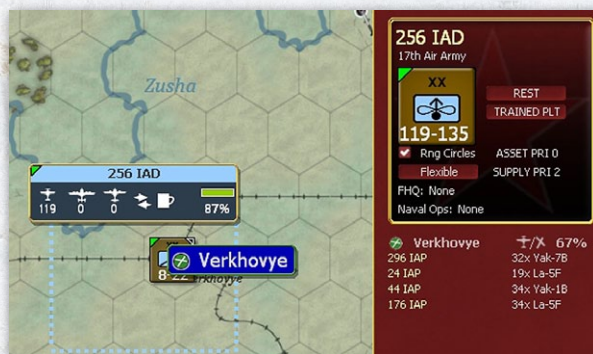 Zusha
256 IAD
119 0 0 87%
Verkhovye
8-22
256 IAD
17th Air Army
XX
119-135
REST
TRAINED PLT
Rng Circles ASSET PRI 0
Flexible SUPPLY PRI 2
FHQ: None
Naval Ops: None
Verkhovye 67%
296 IAP 32x Yak-7B
24 IAP 19x La-5F
44 IAP 34x Yak-1B
176 IAP 34x La-5F